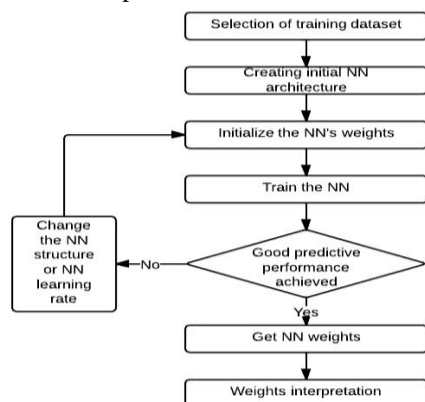 Selection of training dataset
Creating initial NN
architecture
Initialize the NN's weights
Train the NN
Change
the NN
structure
or NN
learning
rate
No
Good predictive
performance
achieved
Yes
Get NN weights
Weights interpretation